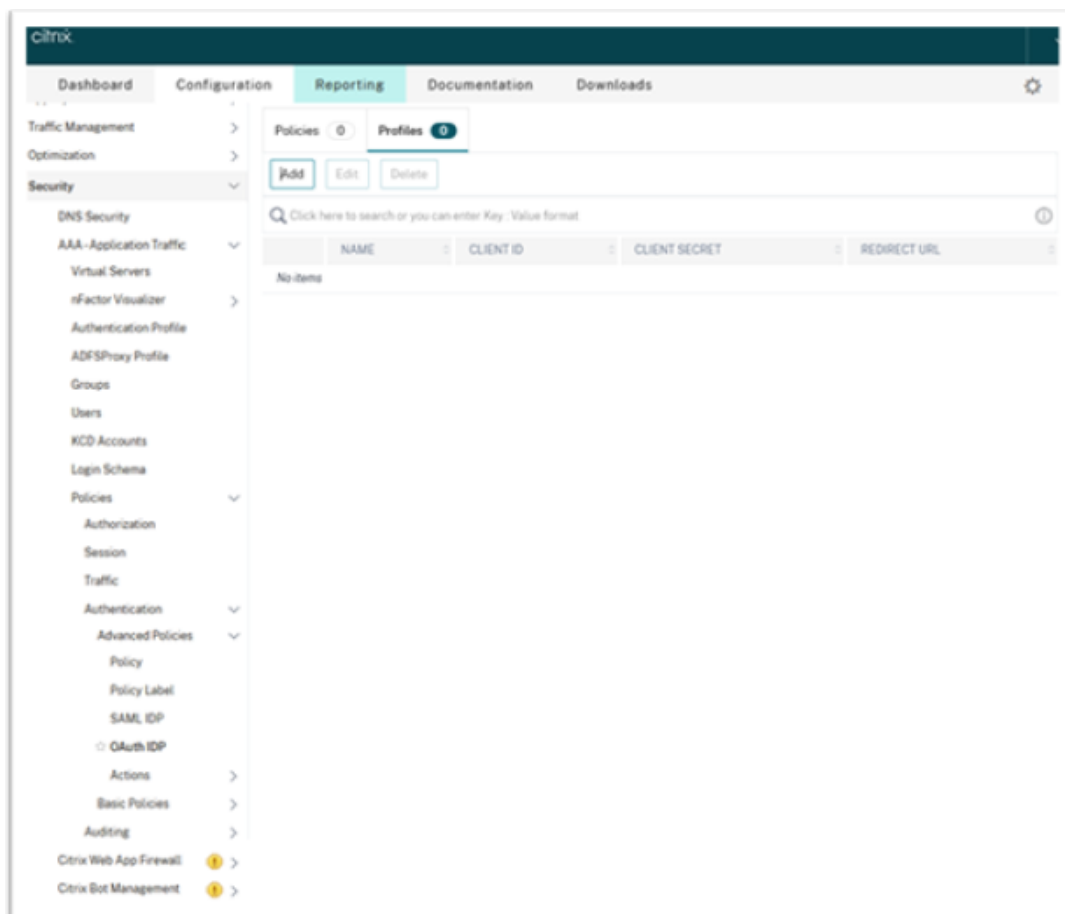 citrix
Dashboard Configuration Reporting Documentation Downloads
Traffic Management
Optimization
Security
DNS Security
AAA - Application Traffic
Virtual Servers
nFactor Visualizer
Authentication Profile
ADFSProxy Profile
Groups
Users
KCD Accounts
Login Schema
Policies
Authorization
Session
Traffic
Authentication
Advanced Policies
Policy
Policy Label
SAML IDP
OAuth IDP
Actions
Basic Policies
Auditing
Citrix Web App Firewall
Citrix Bot Management
Policies 0 Profiles 0
Add Edit Delete
Click here to search or you can enter Key : Value format
NAME CLIENT ID CLIENT SECRET REDIRECT URL
No items